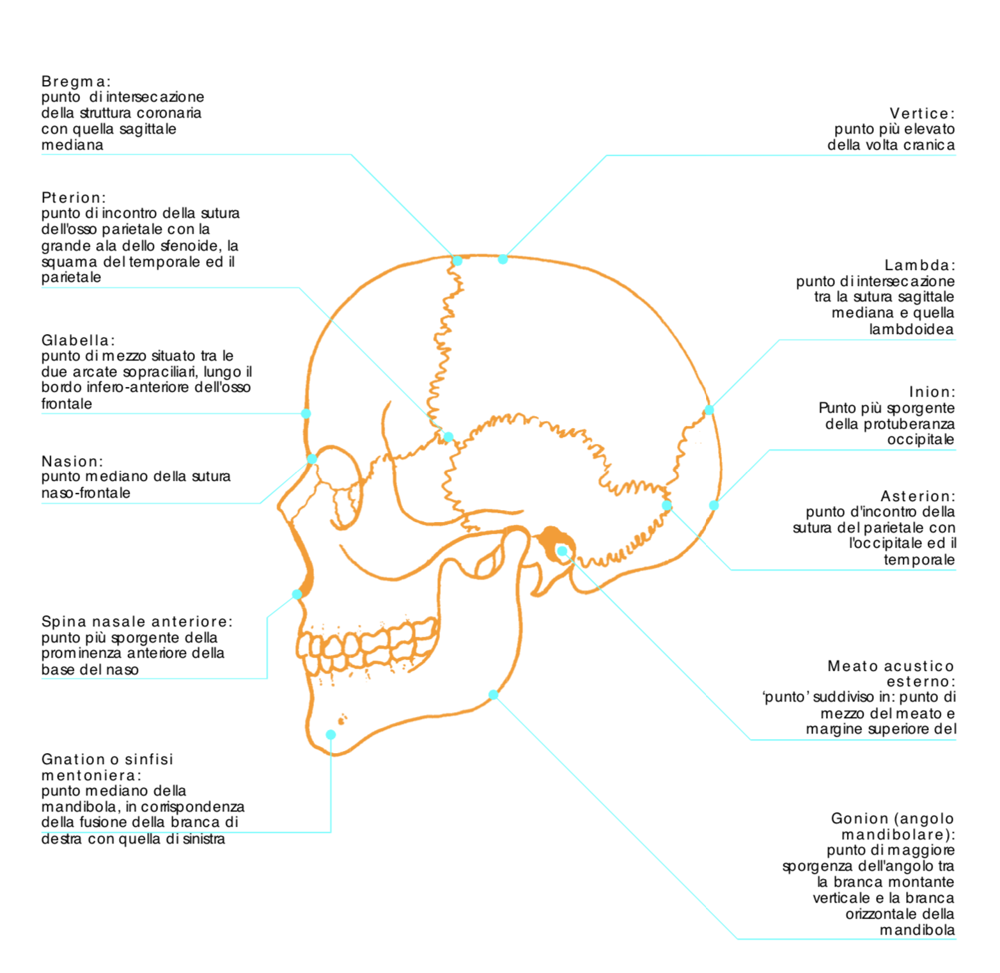 Bregma:
punto di intersecazione
della struttura coronaria
con quella sagittale
mediana
Pterion:
punto di incontro della sutura
dell'osso parietale con la
grande ala dello sfenoide, la
squama del temporale ed il
parietale
Glabella:
punto di mezzo situato tra le
due arcate sopraciliari, lungo il
bordo infero-anteriore dell'osso
frontale
Nasion:
punto mediano della sutura
naso-frontale
Spina nasale anteriore:
punto più sporgente della
prominenza anteriore della
base del naso
Gnation o sinfisi
mentoniera:
punto mediano della
mandibola, in corrispondenza
della fusione della branca di
destra con quella di sinistra
Vertice:
punto più elevato
della volta cranica
Lambda:
punto di intersecazione
tra la sutura sagittale
mediana e quella
lambdoidea
Inion:
Punto più sporgente
della protuberanza
occipitale
Asterion:
punto d'incontro della
sutura del parietale con
l'occipitale ed il
temporale
Meato acustico
esterno:
‘punto’ suddiviso in: punto di
mezzo del meato e
margine superiore del
Gonion (angolo
mandibolare):
punto di maggiore
sporgenza dell'angolo tra
la branca montante
verticale e la branca
orizzontale della
mandibola